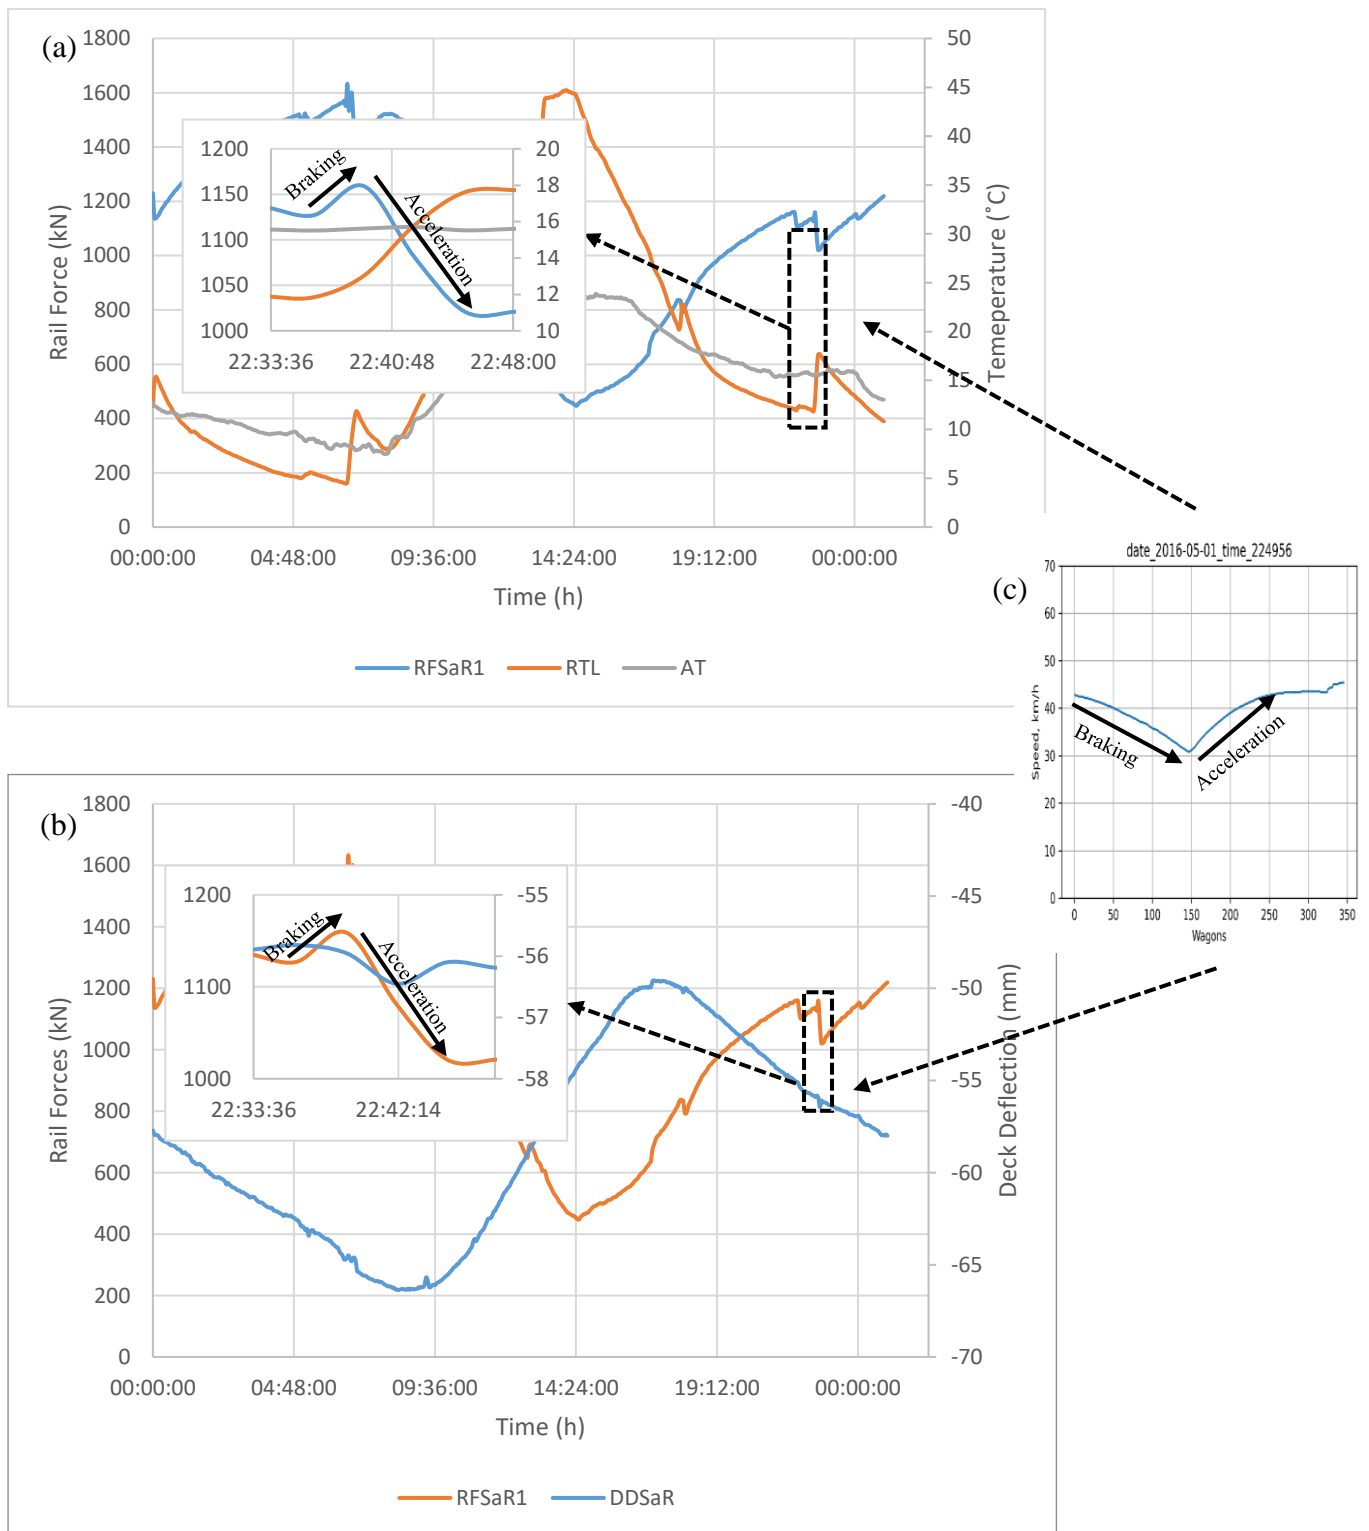 (a)
1800
1600
1400
1200
1000
800
600
400
200
0
Rail Force (kN)
50
45
40
35
30
25
20
15
10
5
0
Temeperature (˚C)
00:00:00 04:48:00 09:36:00 14:24:00 19:12:00 00:00:00
Time (h)
RFSaR1 RTL AT
1200
1150
1100
1050
1000
20
18
16
14
12
10
22:33:36 22:40:48 22:48:00
Braking
Acceleration
(c)
date_2016-05-01_time_224956
70
60
50
40
30
20
10
0
Speed, km/h
Braking
Acceleration
0 50 100 150 200 250 300 350
Wagons
(b)
1800
1600
1400
1200
1000
800
600
400
200
0
Rail Forces (kN)
-40
-45
-50
-55
-60
-65
-70
Deck Deflection (mm)
00:00:00 04:48:00 09:36:00 14:24:00 19:12:00 00:00:00
Time (h)
RFSaR1 DDSaR
1200
1100
1000
-55
-56
-57
-58
22:33:36 22:42:14
Braking
Acceleration